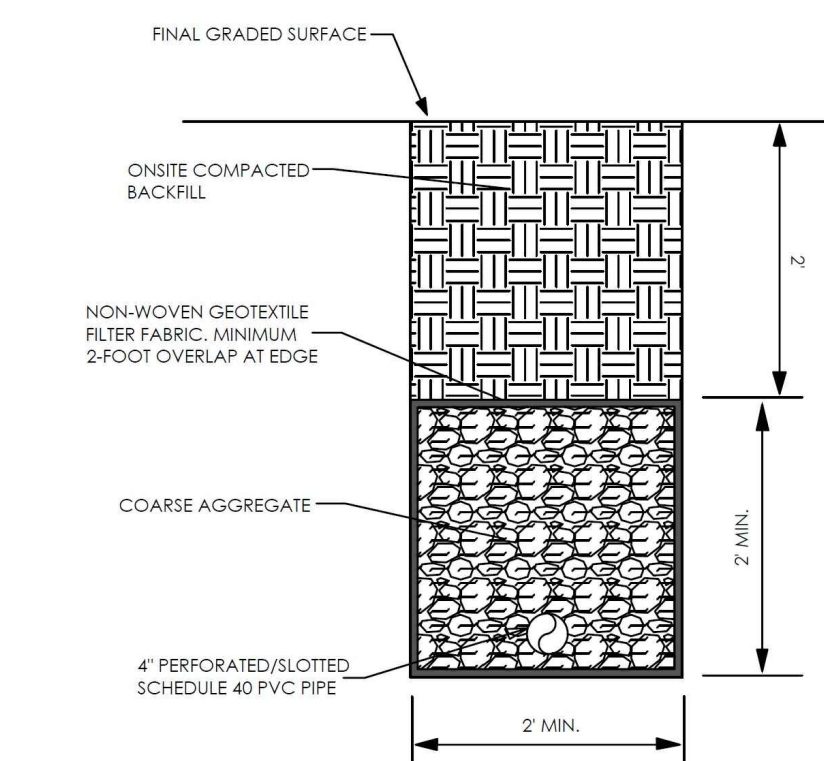 FINAL GRADED SURFACE
ONSITE COMPACTED
BACKFILL
2'
NON-WOVEN GEOTEXTILE
FILTER FABRIC. MINIMUM
2-FOOT OVERLAP AT EDGE
COARSE AGGREGATE
2' MIN.
4" PERFORATED/SLOTTED
SCHEDULE 40 PVC PIPE
2' MIN.